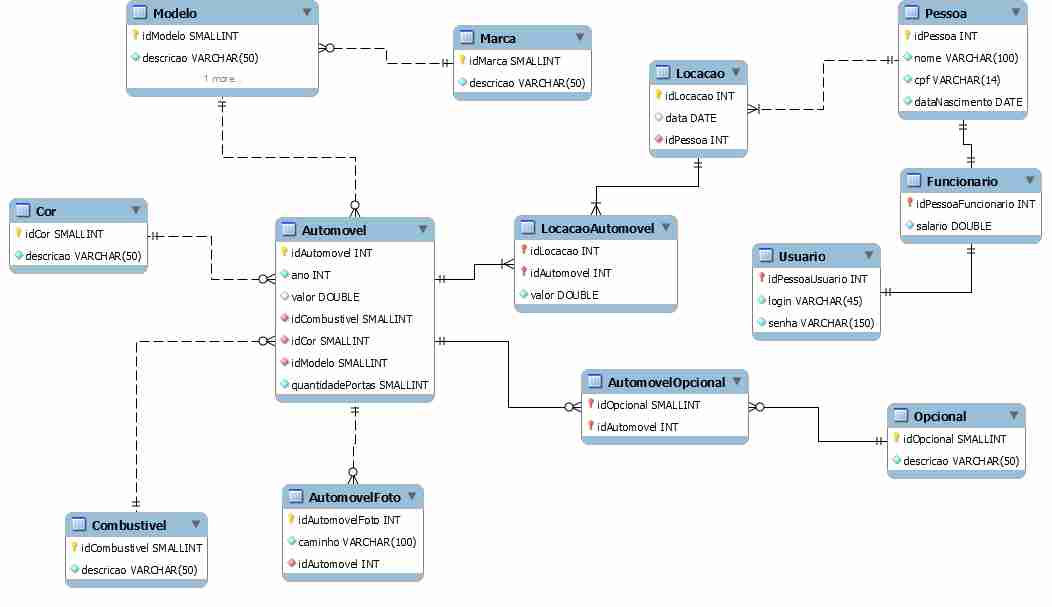 Modelo
idModelo SMALLINT
descricao VARCHAR(50)
1 more...
Marca
idMarca SMALLINT
descricao VARCHAR(50)
Locacao
idLocacao INT
data DATE
idPessoa INT
Pessoa
idPessoa INT
nome VARCHAR(100)
cpf VARCHAR(14)
dataNascimento DATE
Cor
idCor SMALLINT
descricao VARCHAR(50)
Automovel
idAutomovel INT
ano INT
valor DOUBLE
idCombustivel SMALLINT
idCor SMALLINT
idModelo SMALLINT
quantidadePortas SMALLINT
LocacaoAutomovel
idLocacao INT
idAutomovel INT
valor DOUBLE
Funcionario
idPessoaFuncionario INT
salario DOUBLE
Usuario
idPessoaUsuario INT
login VARCHAR(45)
senha VARCHAR(150)
AutomovelOpcional
idOpcional SMALLINT
idAutomovel INT
Opcional
idOpcional SMALLINT
descricao VARCHAR(50)
AutomovelFoto
idAutomovelFoto INT
caminho VARCHAR(100)
idAutomovel INT
Combustivel
idCombustivel SMALLINT
descricao VARCHAR(50)